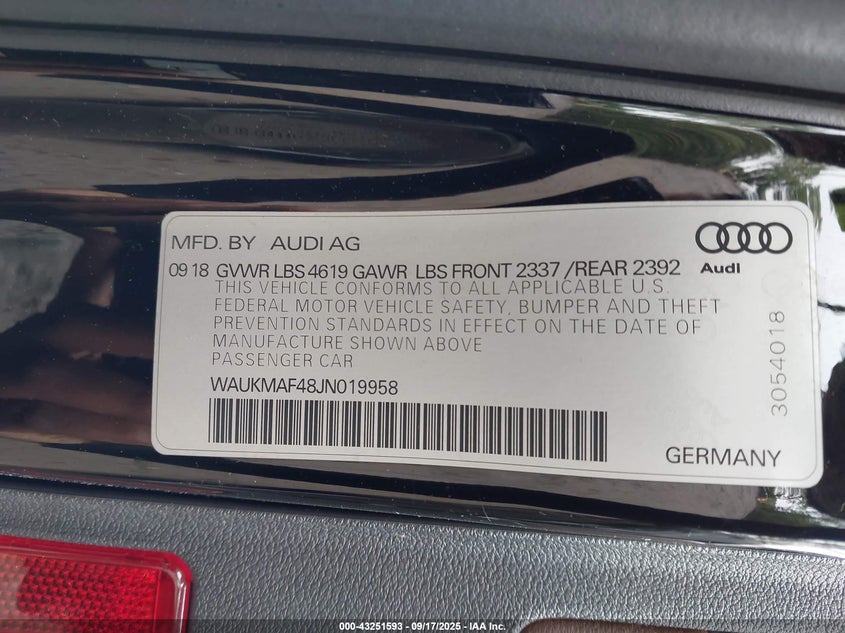 MFD. BY AUDI AG
09 18 GVWR LBS 4619 GAWR LBS FRONT 2337 /REAR 2392
THIS VEHICLE CONFORMS TO ALL APPLICABLE U.S.
FEDERAL MOTOR VEHICLE SAFETY, BUMPER AND THEFT
PREVENTION STANDARDS IN EFFECT ON THE DATE OF
MANUFACTURE SHOWN ABOVE
PASSENGER CAR
WAUKMAF48JN019958
Audi
3054018
GERMANY
000-43251593 - 09/17/2025 - IAA Inc.